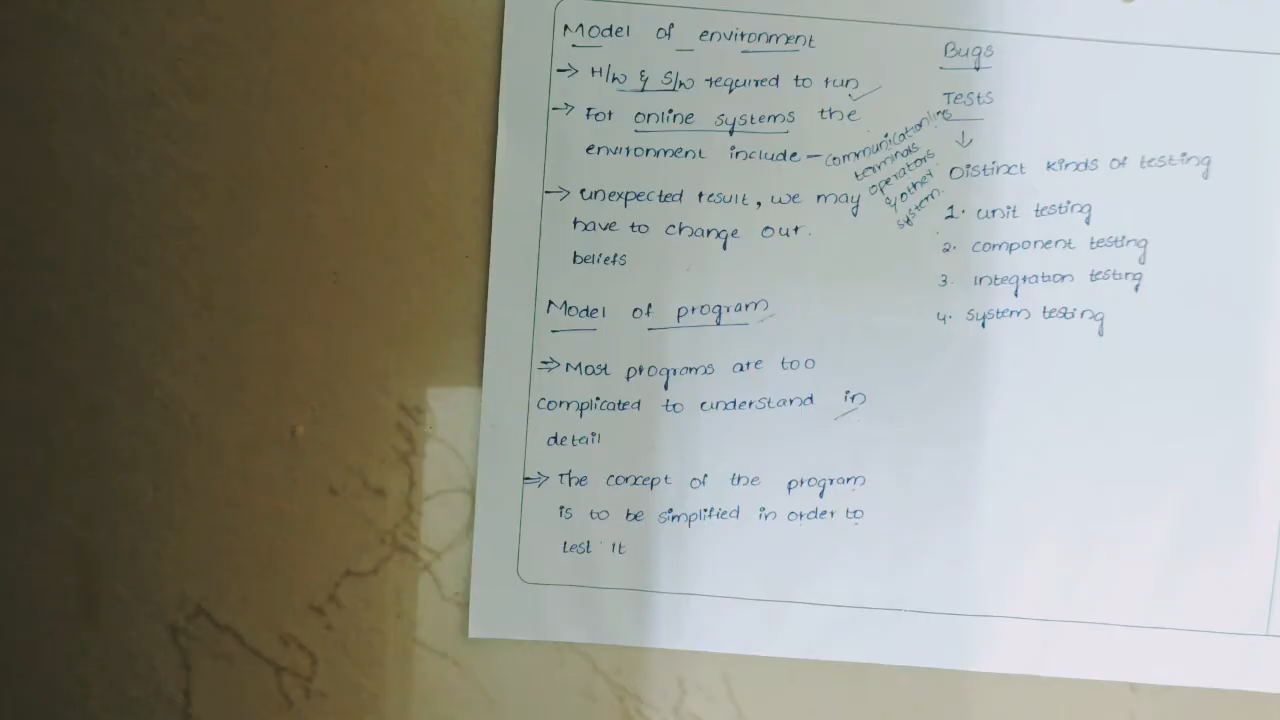 Model of environment
→ H/w & S/w required to run
→ For online systems the
environment include - communication line
terminals
operators
& other
system.
→ unexpected result, we may
have to change our.
beliefs
Model of program
⇒ Most programs are too
complicated to understand in
detail
⇒ The concept of the program
is to be simplified in order to
test it
Bugs
Tests
↓
Distinct kinds of testing
1. unit testing
2. component testing
3. integration testing
4. system testing